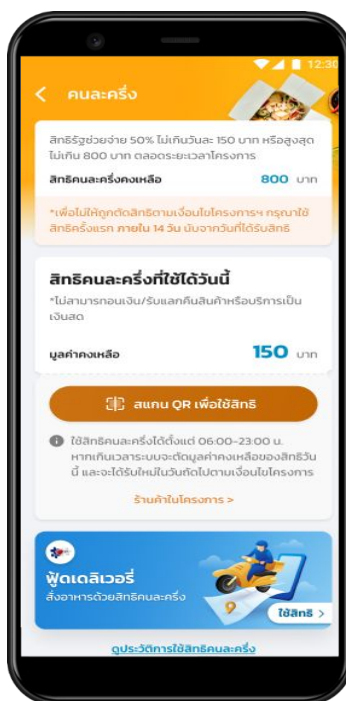 12:30
คนละครึ่ง
สิทธิรัฐช่วยจ่าย 50% ไม่เกินวันละ 150 บาท หรือสูงสุด
ไม่เกิน 800 บาท ตลอดระยะเวลาโครงการ
สิทธิคนละครึ่งคงเหลือ 800 บาท
*เพื่อไม่ให้ถูกตัดสิทธิตามเงื่อนไขโครงการฯ กรุณาใช้
สิทธิครั้งแรก ภายใน 14 วัน นับจากวันที่ได้รับสิทธิ
สิทธิคนละครึ่งที่ใช้ได้วันนี้
*ไม่สามารถถอนเงิน/รับแลกคืนสินค้าหรือบริการเป็น
เงินสด
มูลค่าคงเหลือ 150 บาท
สแกน QR เพื่อใช้สิทธิ
ใช้สิทธิคนละครึ่งได้ตั้งแต่ 06:00-23:00 น.
หากเกินเวลาระบบจะตัดมูลค่าคงเหลือของสิทธิวัน
นี้ และจะได้รับใหม่ในวันถัดไปตามเงื่อนไขโครงการ
ร้านค้าในโครงการ >
ฟู้ดเดลิเวอรี่
สั่งอาหารด้วยสิทธิคนละครึ่ง
ใช้สิทธิ >
ดูประวัติการใช้สิทธิคนละครึ่ง